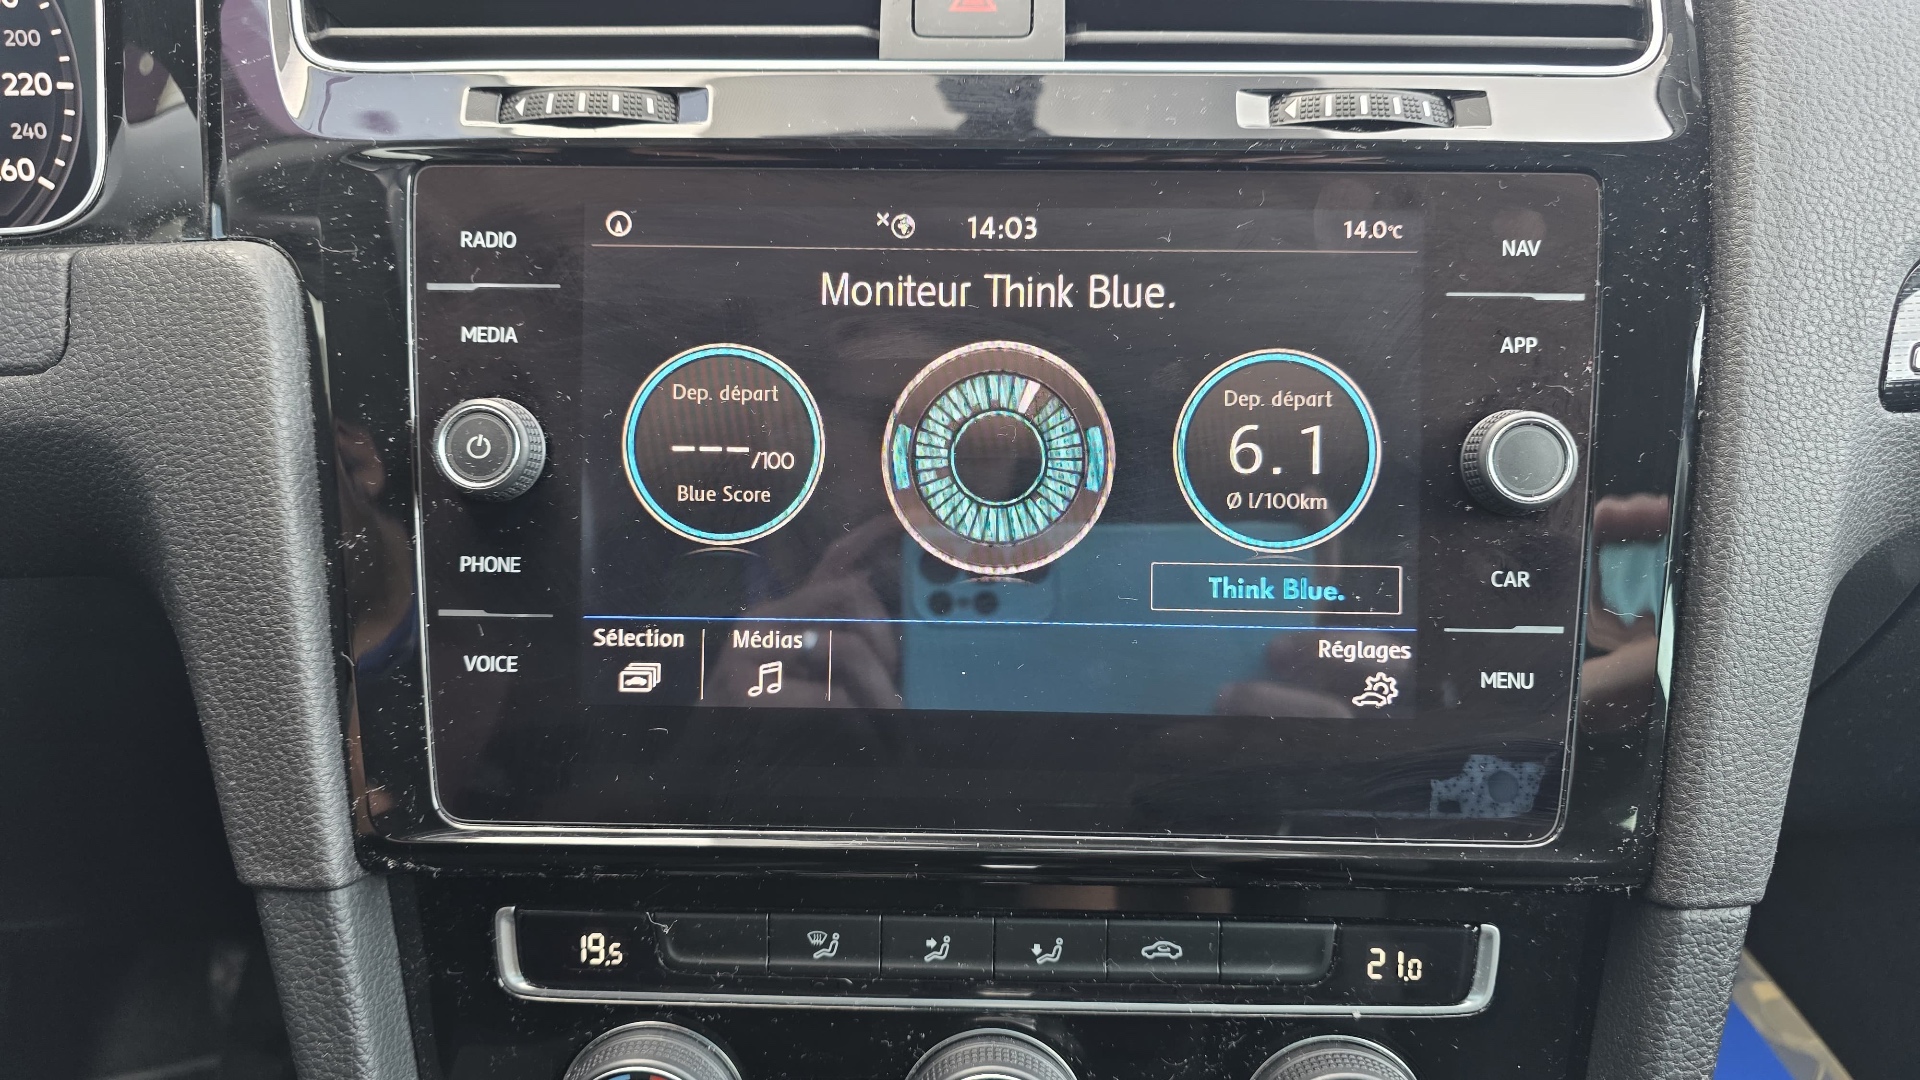 200
220
240
60
RADIO
MEDIA
PHONE
VOICE
14:03
14.0°C
Moniteur Think Blue.
Dep. départ
---/100
Blue Score
Dep. départ
6.1
Ø l/100km
Think Blue.
Sélection
Médias
Réglages
NAV
APP
CAR
MENU
19.5
21.0